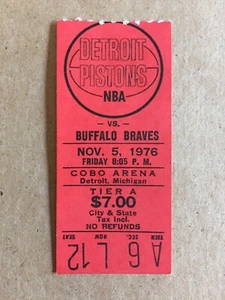 DETROIT
PISTONS
NBA
— VS. —
BUFFALO BRAVES
NOV. 5, 1976
FRIDAY 8:05 P. M.
COBO ARENA
Detroit, Michigan
TIER A
$7.00
City & State
Tax Incl.
NO REFUNDS
A 6 L 12
TIER SEC. ROW SEAT